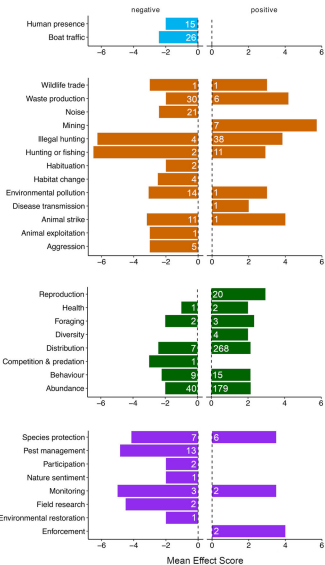 negative positive
Human presence 15
Boat traffic 26
−6 −4 −2 0 0 2 4 6
Wildlife trade 1 1
Waste production 30 6
Noise 21
Mining 7
Illegal hunting 4 38
Hunting or fishing 2 11
Habituation 2
Habitat change 4
Environmental pollution 14 1
Disease transmission 1
Animal strike 11 1
Animal exploitation 1
Aggression 5
−6 −4 −2 0 0 2 4 6
Reproduction 20
Health 1 2
Foraging 2 3
Diversity 4
Distribution 7 268
Competition & predation 1
Behaviour 9 15
Abundance 40 179
−6 −4 −2 0 0 2 4 6
Species protection 7 6
Pest management 13
Participation 2
Nature sentiment 1
Monitoring 3 2
Field research 2
Environmental restoration 1
Enforcement 2
−6 −4 −2 0 0 2 4 6
Mean Effect Score